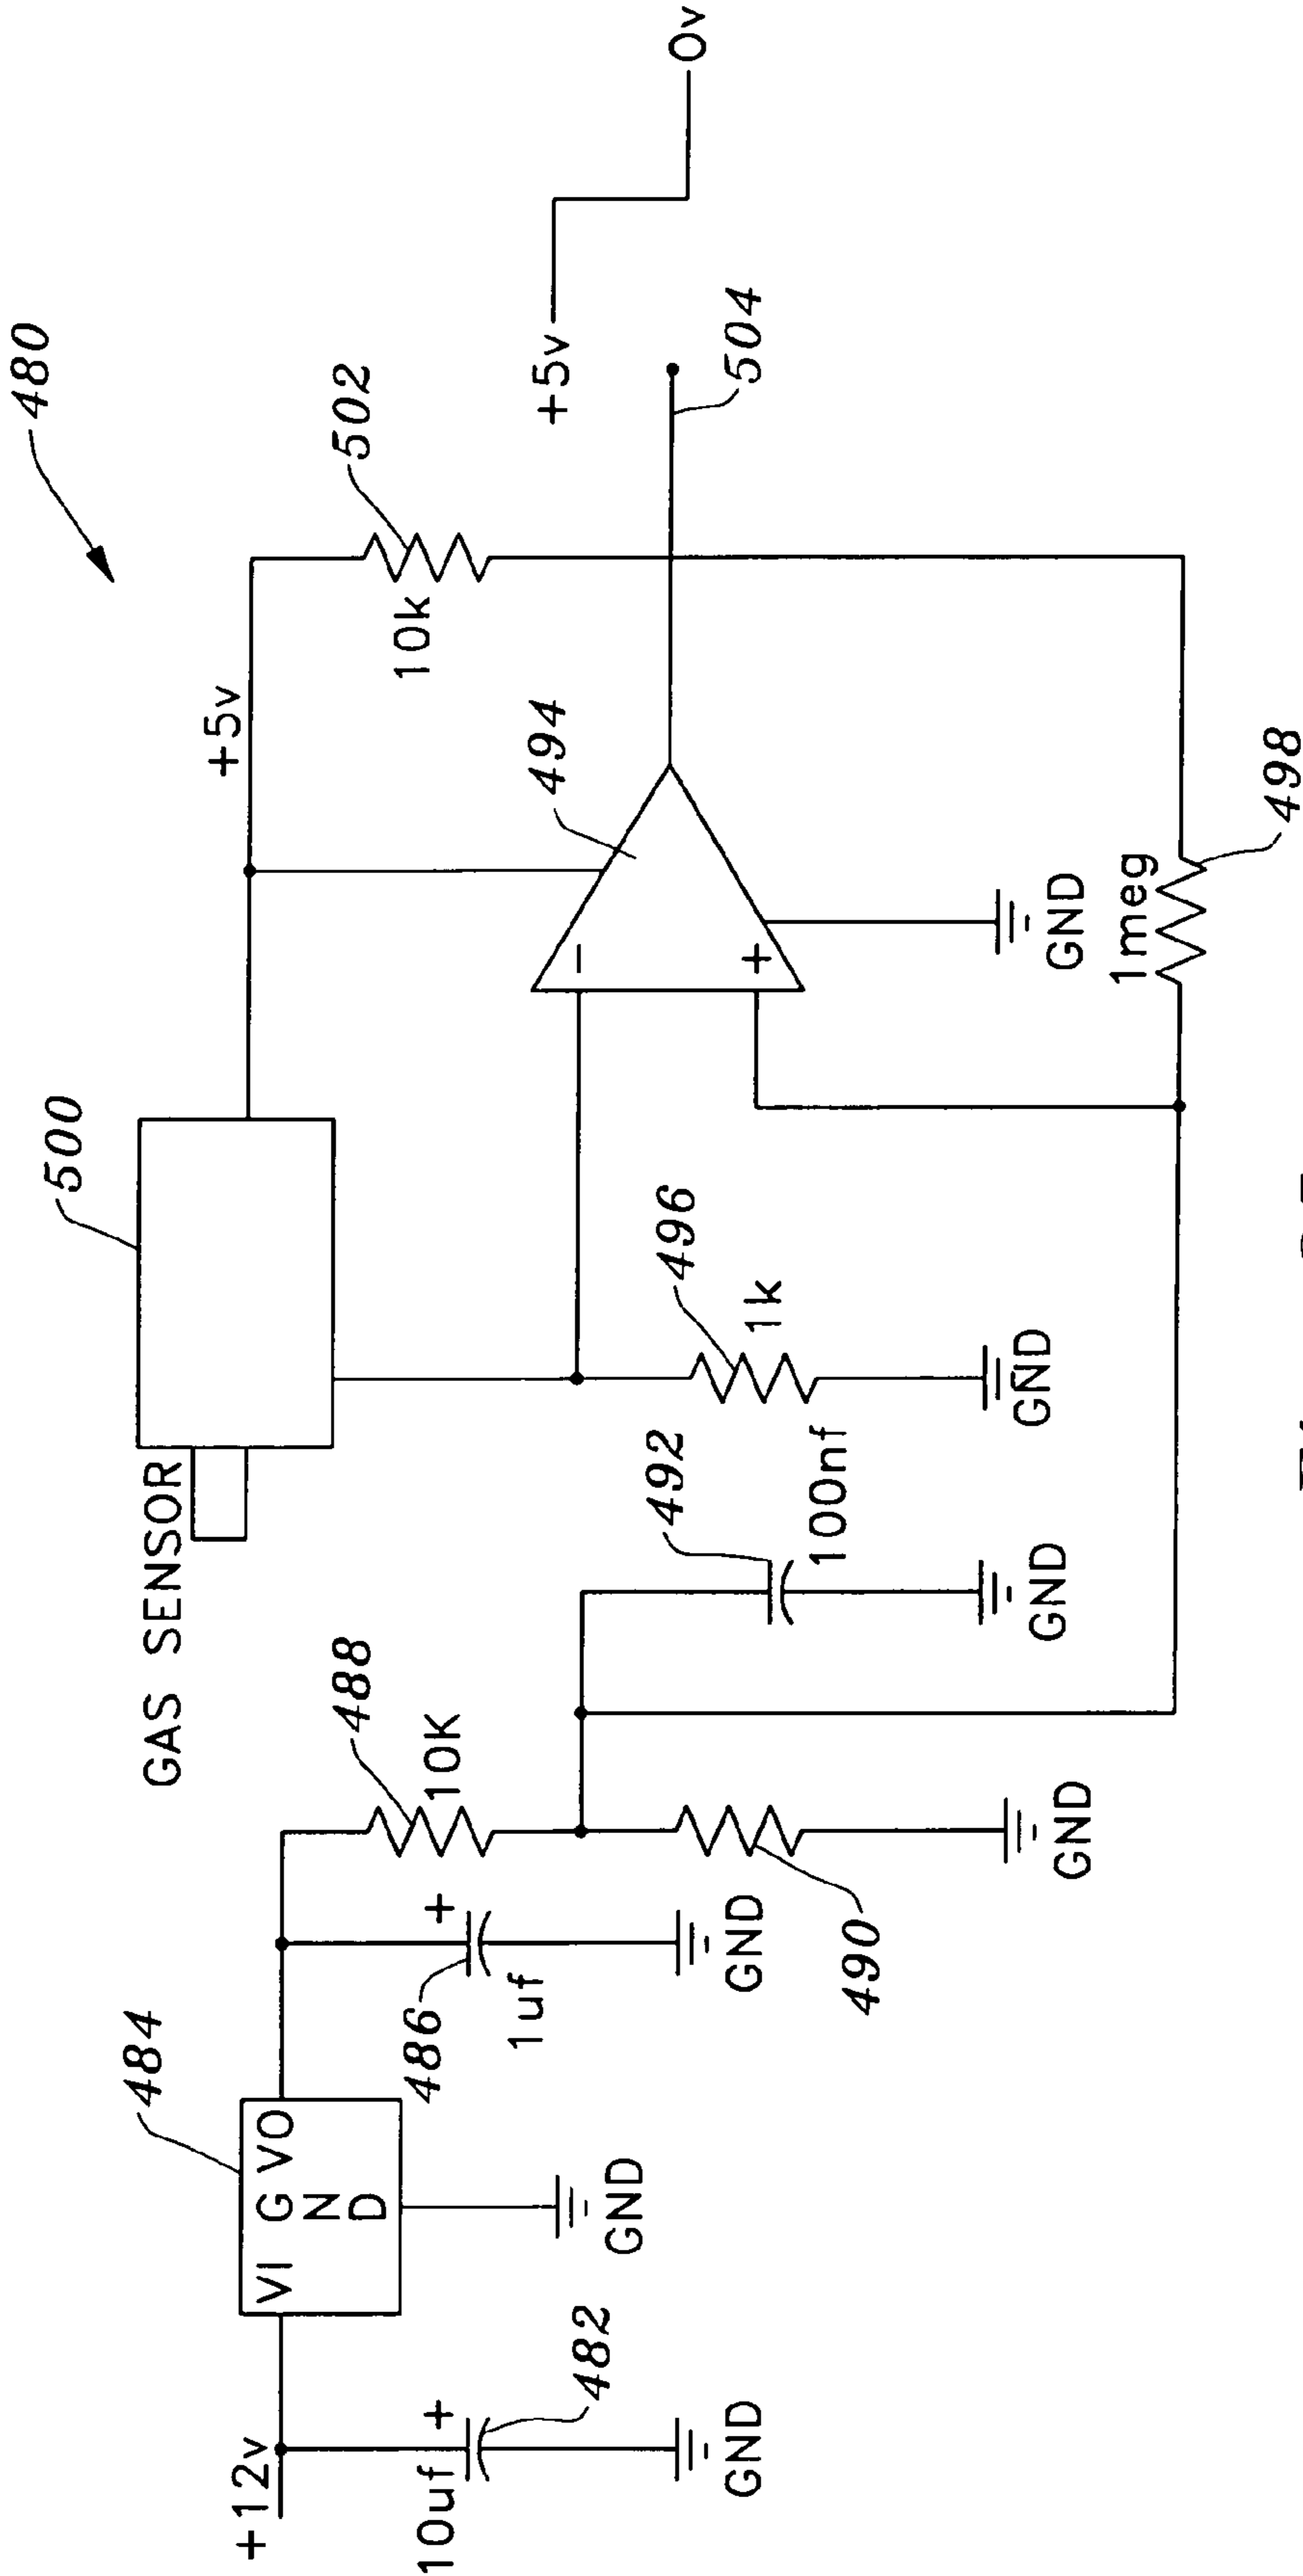 480
+12v
10uf
+
482
GND
484
VI G VO
N
D
GND
486
+
1uf
GND
488
10K
490
GND
492
100nf
GND
GAS SENSOR
500
496
1k
GND
+5v
494
-
+
GND
502
10k
1meg
498
504
+5v
0v